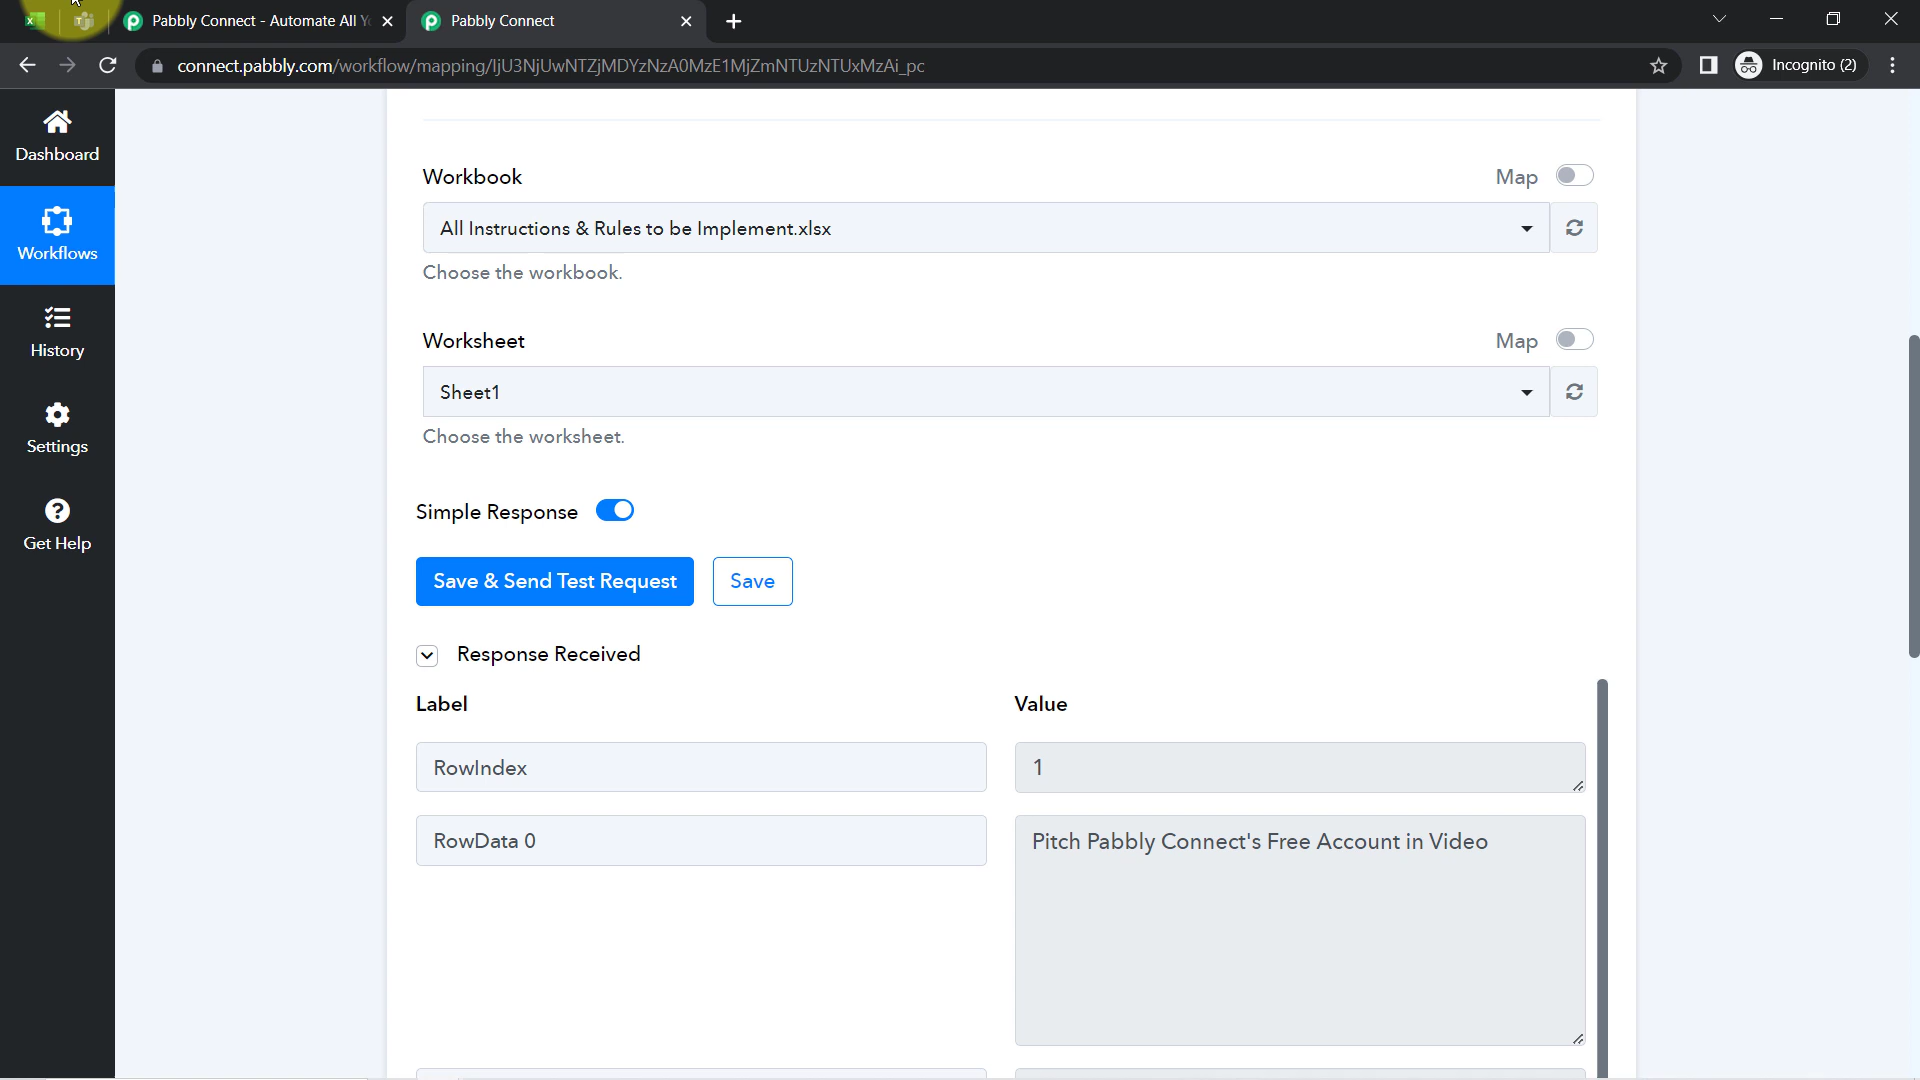 Pabbly Connect - Automate All Y
Pabbly Connect
connect.pabbly.com/workflow/mapping/IjU3NjUwNTZjMDYzNzA0MzE1MjZmNTUzNTUxMzAi_pc
Incognito (2)
Dashboard
Workflows
History
Settings
Get Help
Workbook
Map
All Instructions & Rules to be Implement.xlsx
Choose the workbook.
Worksheet
Map
Sheet1
Choose the worksheet.
Simple Response
Save & Send Test Request
Save
Response Received
Label
Value
RowIndex
1
RowData 0
Pitch Pabbly Connect's Free Account in Video